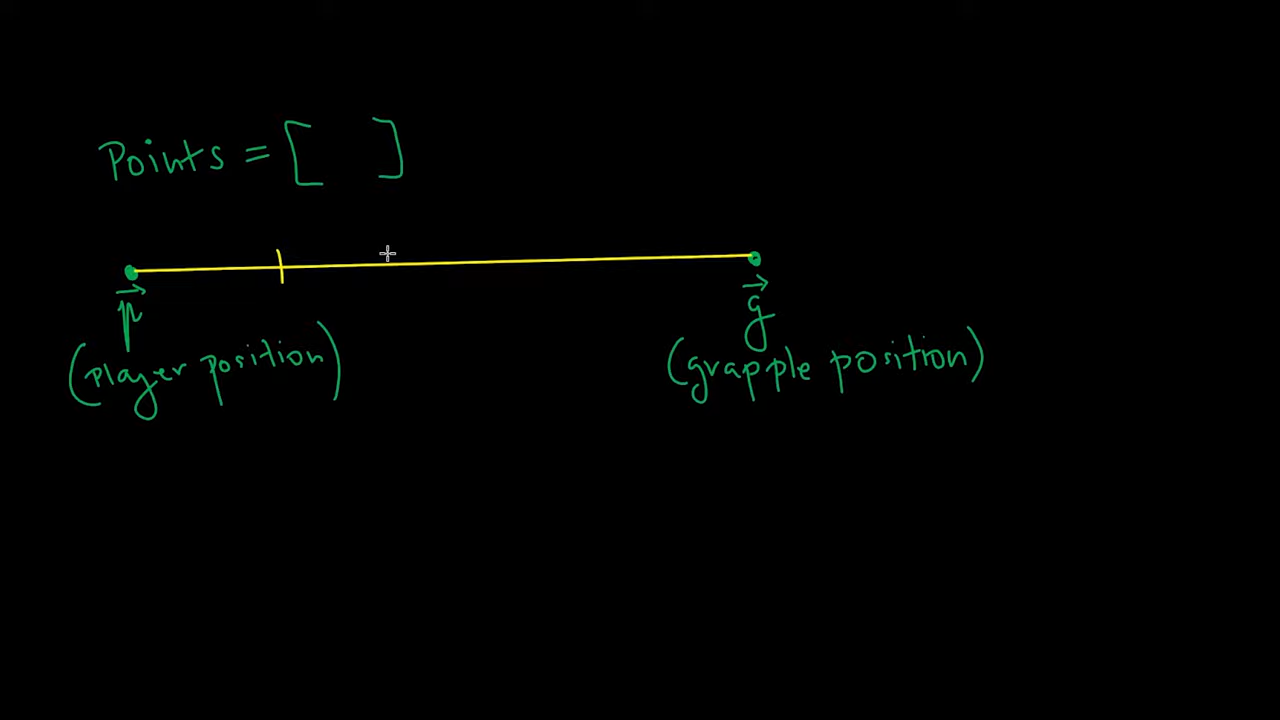 Points = [ ]
p⃗
g⃗
(player position)
(grapple position)